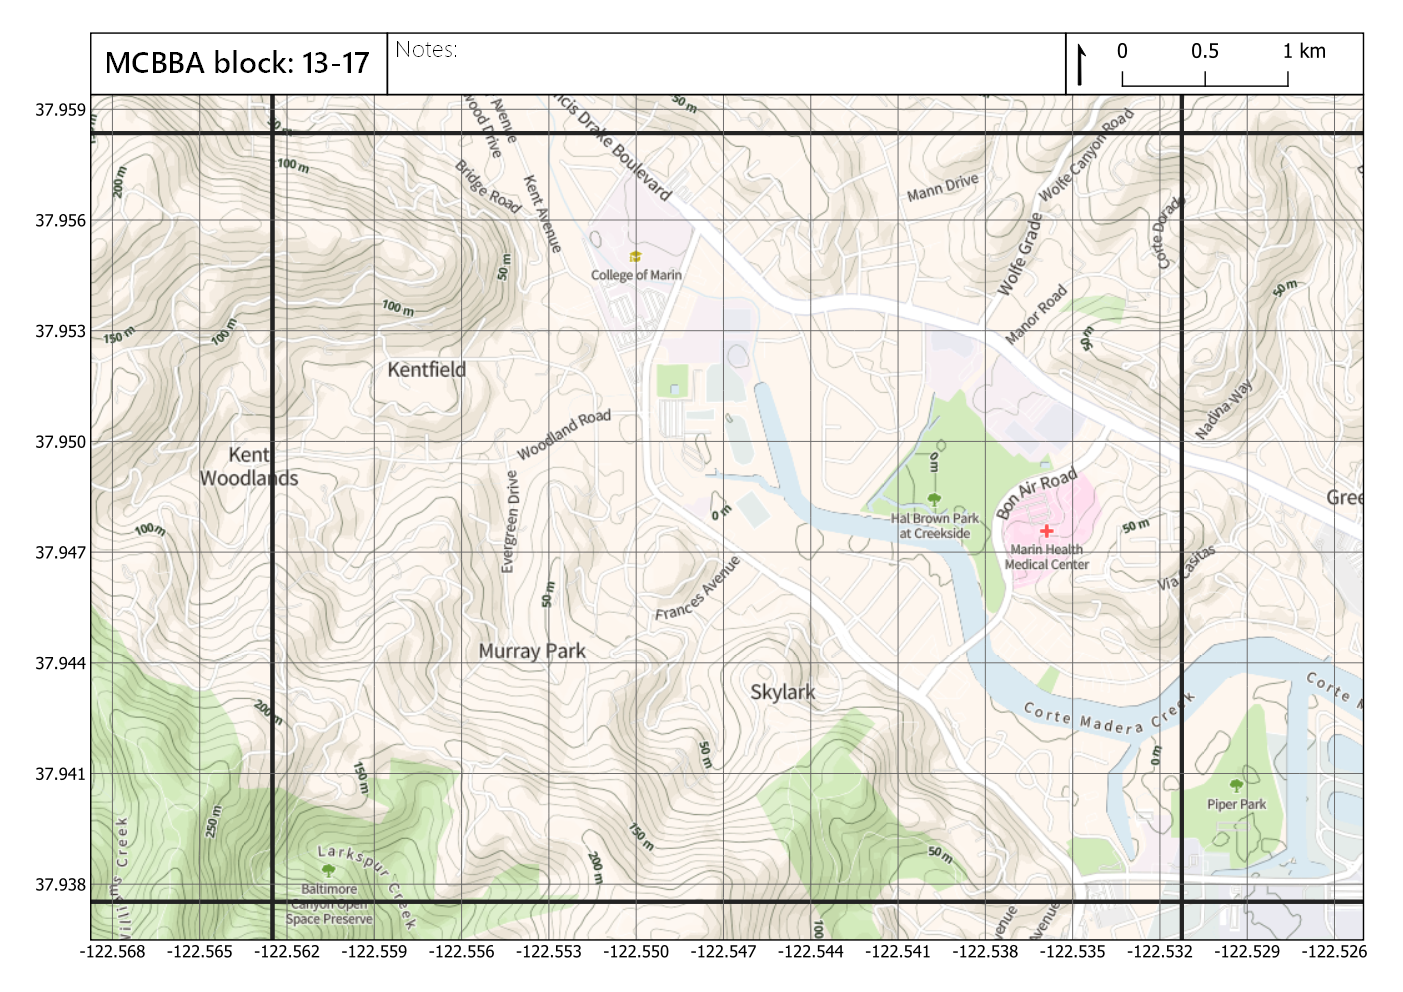 MCBBA block: 13-17
Notes:
0 0.5 1 km
37.959
37.956
37.953
37.950
37.947
37.944
37.941
37.938
50 m
Avenue
wood Drive
ncis Drake Boulevard
50 m
Wolfe Canyon Road
200 m
100 m
Bridge Road
Kent Avenue
Mann Drive
Corte Dorado
Wolfe Grade
50 m
College of Marin
Manor Road
50 m
100 m
150 m
100 m
50 m
Kentfield
Nadina Way
Woodland Road
Kent
Woodlands
0 m
Bon Air Road
Gree
Evergreen Drive
0 m
Hal Brown Park
at Creekside
100 m
50 m
Marin Health
Medical Center
Via Casitas
50 m
Frances Avenue
Murray Park
Skylark
Corte M
200 m
Corte Madera Creek
50 m
0 m
150 m
Piper Park
250 m
150 m
Williams Creek
Larkspur Creek
200 m
50 m
Baltimore
Canyon Open
Space Preserve
100
venue
Avenue
-122.568 -122.565 -122.562 -122.559 -122.556 -122.553 -122.550 -122.547 -122.544 -122.541 -122.538 -122.535 -122.532 -122.529 -122.526